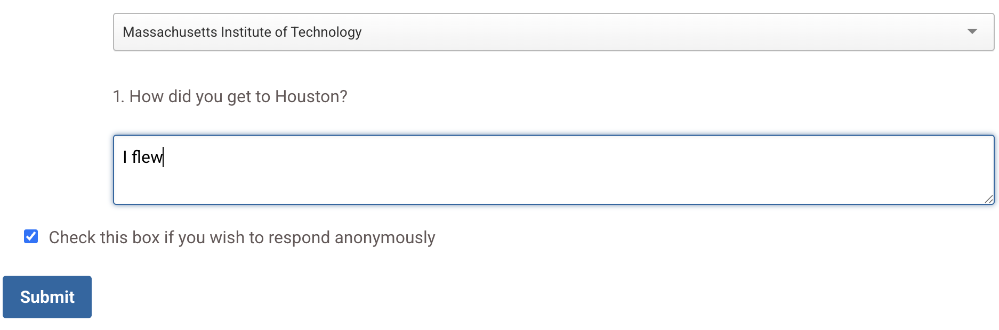 Massachusetts Institute of Technology
1. How did you get to Houston?
I flew
Check this box if you wish to respond anonymously
Submit